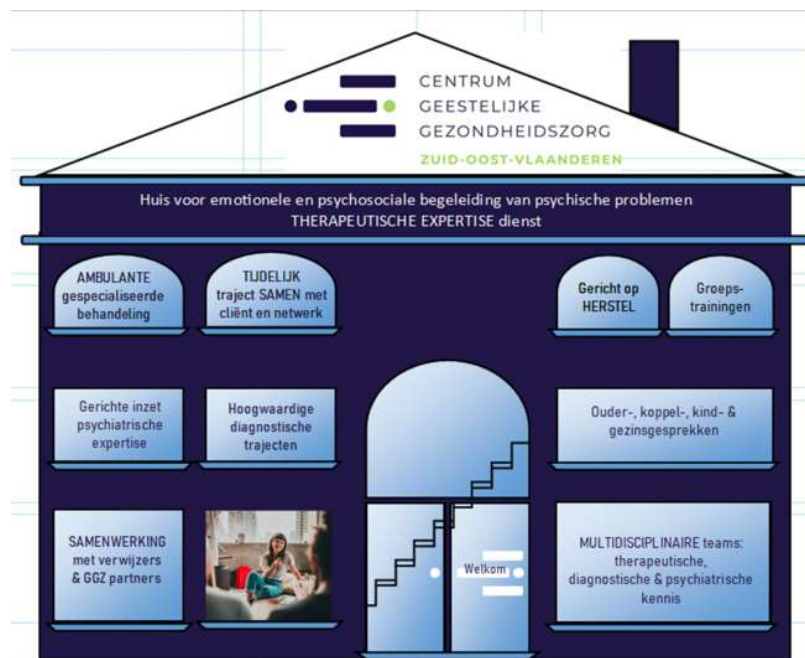 CENTRUM
GEESTELIJKE
GEZONDHEIDSZORG
ZUID-OOST-VLAANDEREN
Huis voor emotionele en psychosociale begeleiding van psychische problemen
THERAPEUTISCHE EXPERTISE dienst
AMBULANTE
gespecialiseerde
behandeling
TIJDELIJK
traject SAMEN met
cliënt en netwerk
Gericht op
HERSTEL
Groeps-
trainingen
Gerichte inzet
psychiatrische
expertise
Hoogwaardige
diagnostische
trajecten
Ouder-, koppel-, kind- &
gezinsgesprekken
SAMENWERKING
met verwijzers
& GGZ partners
Welkom
MULTIDISCIPLINAIRE teams:
therapeutische,
diagnostische & psychiatrische
kennis